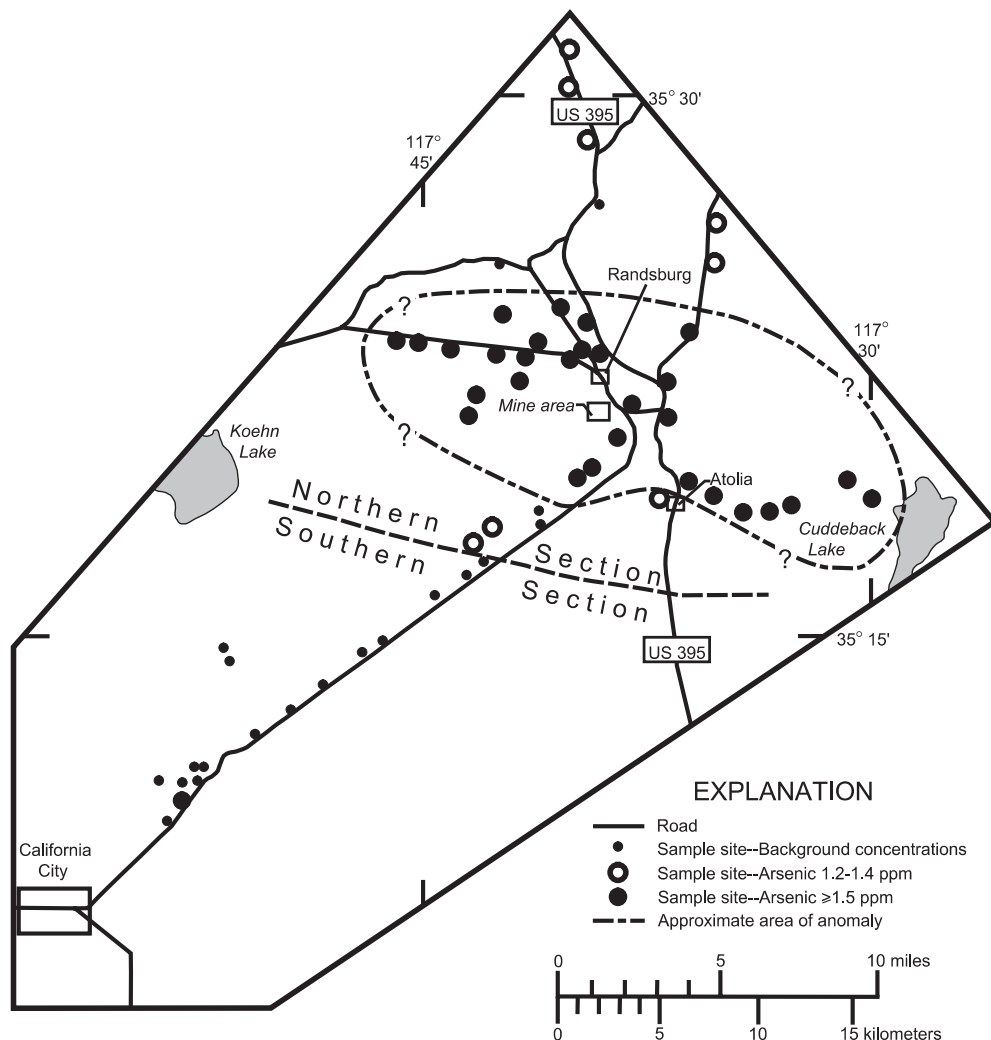 US 395
35° 30'
117°
45'
Randsburg
?
117°
30'
?
Mine area
?
Koehn
Lake
Atolia
Northern
Southern
Section
Section
Cuddeback
Lake
?
35° 15'
US 395
California
City
EXPLANATION
Road
Sample site--Background concentrations
Sample site--Arsenic 1.2-1.4 ppm
Sample site--Arsenic ≥1.5 ppm
Approximate area of anomaly
0 5 10 miles
0 5 10 15 kilometers